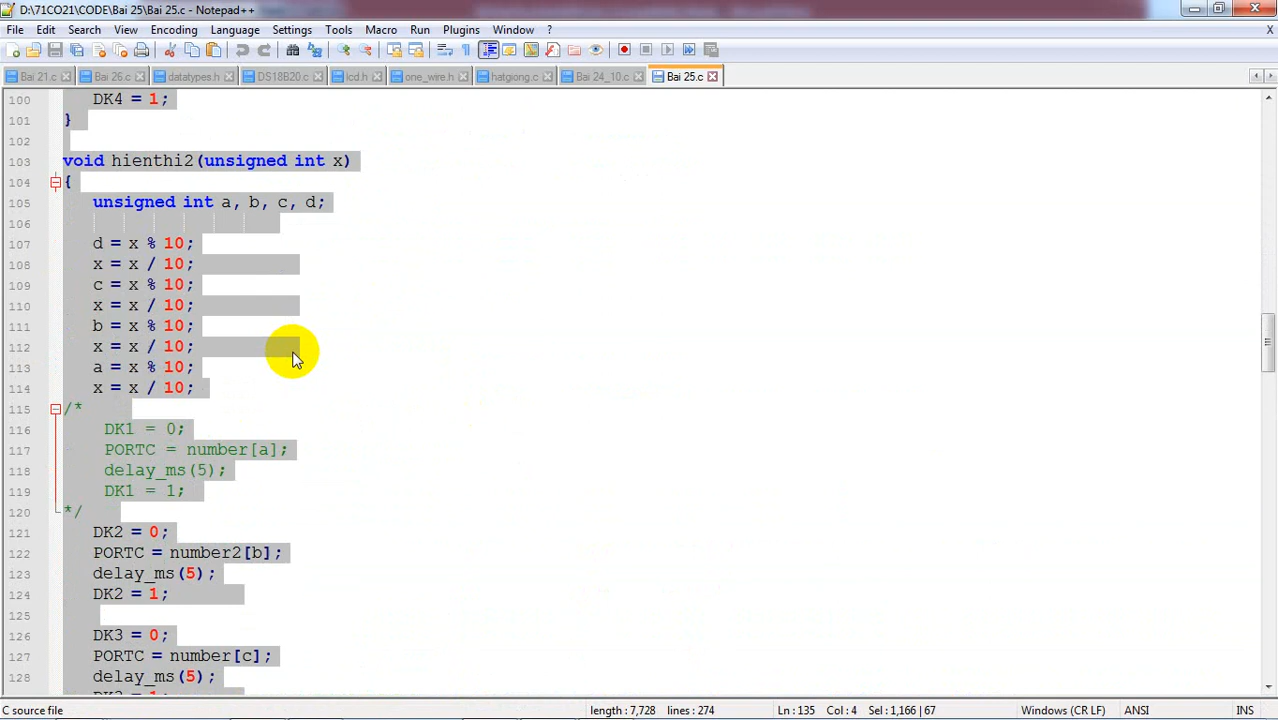 D:\71CO21\CODE\Bai 25\Bai 25.c - Notepad++
File Edit Search View Encoding Language Settings Tools Macro Run Plugins Window ? X
Bai 21.c Bai 26.c datatypes.h DS18B20.c lcd.h one_wire.h hatgiong.c Bai 24_10.c Bai 25.c
100 DK4 = 1;
101 }
102
103 void hienthi2(unsigned int x)
104 {
105 unsigned int a, b, c, d;
106
107 d = x % 10;
108 x = x / 10;
109 c = x % 10;
110 x = x / 10;
111 b = x % 10;
112 x = x / 10;
113 a = x % 10;
114 x = x / 10;
115 /*
116 DK1 = 0;
117 PORTC = number[a];
118 delay_ms(5);
119 DK1 = 1;
120 */
121 DK2 = 0;
122 PORTC = number2[b];
123 delay_ms(5);
124 DK2 = 1;
125
126 DK3 = 0;
127 PORTC = number[c];
128 delay_ms(5);
C source file length : 7,728 lines : 274 Ln : 135 Col : 4 Sel : 1,166 | 67 Windows (CR LF) ANSI INS